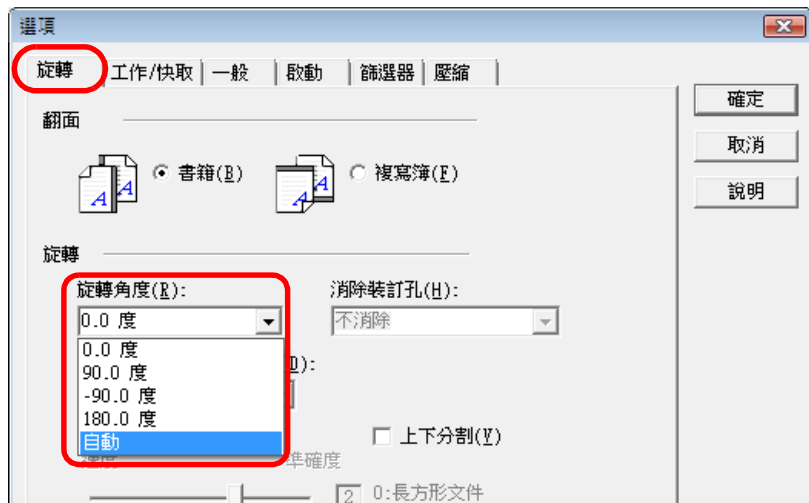 選項
旋轉 工作/快取 一般 啟動 篩選器 壓縮
確定
取消
說明
翻面
A A 書籍(B) A A 複寫簿(F)
旋轉
旋轉角度(R): 消除裝訂孔(H):
0.0 度 不消除
0.0 度
90.0 度 D):
-90.0 度
180.0 度
自動 上下分割(V)
準確度
2 0:長方形文件